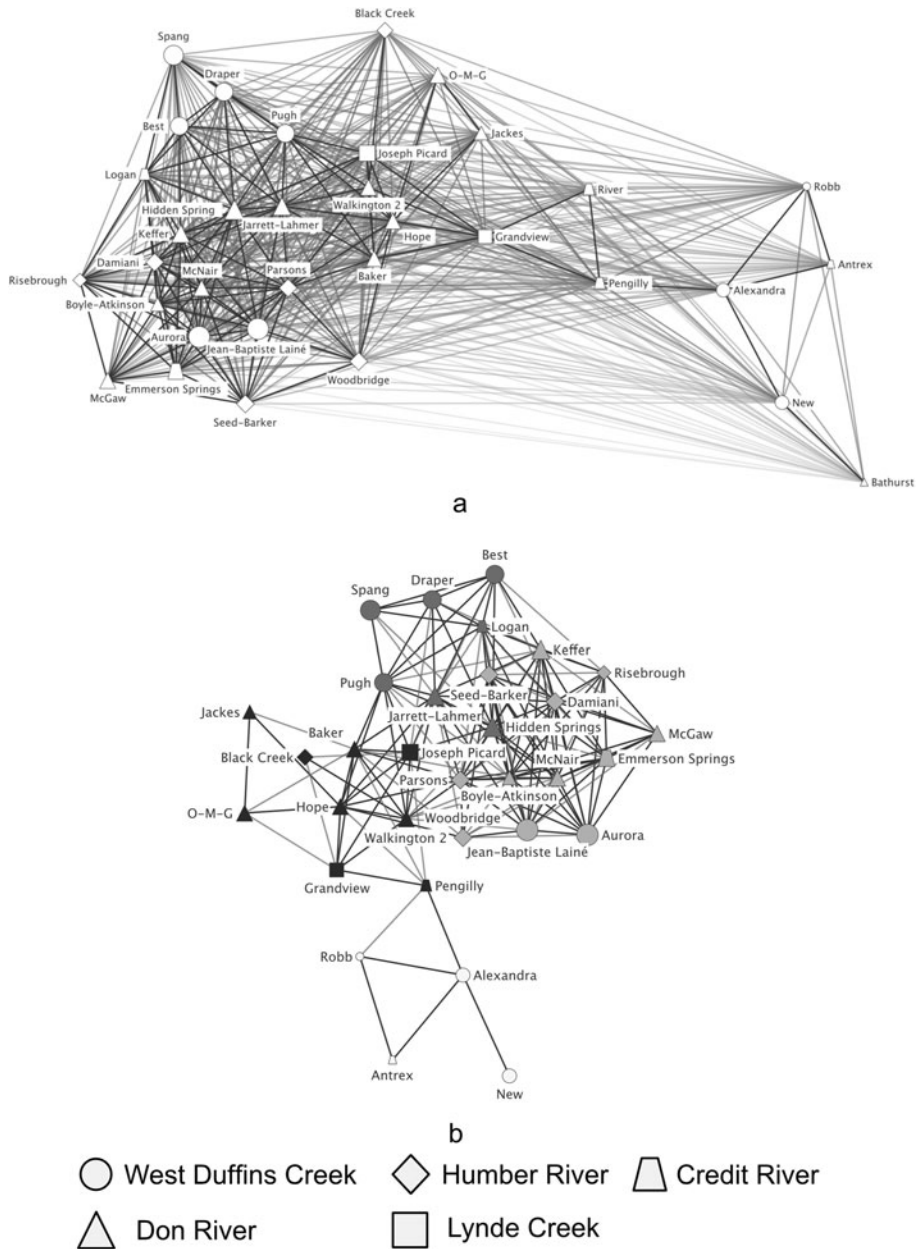 Black Creek
Spang
O-M-G
Draper
Pugh
Best
Jackes
Joseph Picard
Logan
Robb
River
Walkington 2
Hidden Spring
Jarrett-Lahmer
Keffer
Hope
Grandview
Damiani
Antrex
McNair
Parsons
Baker
Risebrough
Pengilly
Alexandra
Boyle-Atkinson
Aurora
Jean-Baptiste Lainé
Woodbridge
Emmerson Springs
McGaw
New
Seed-Barker
Bathurst
a
Best
Draper
Spang
Logan
Keffer
Risebrough
Pugh
Seed-Barker
Damiani
Jarrett-Lahmer
Jackes
Hidden Springs
Baker
McGaw
Black Creek
Joseph Picard
McNair
Emmerson Springs
Parsons
Boyle-Atkinson
O-M-G
Hope
Woodbridge
Walkington 2
Aurora
Jean-Baptiste Lainé
Grandview
Pengilly
Robb
Alexandra
Antrex
New
b
West Duffins Creek
Humber River
Credit River
Don River
Lynde Creek